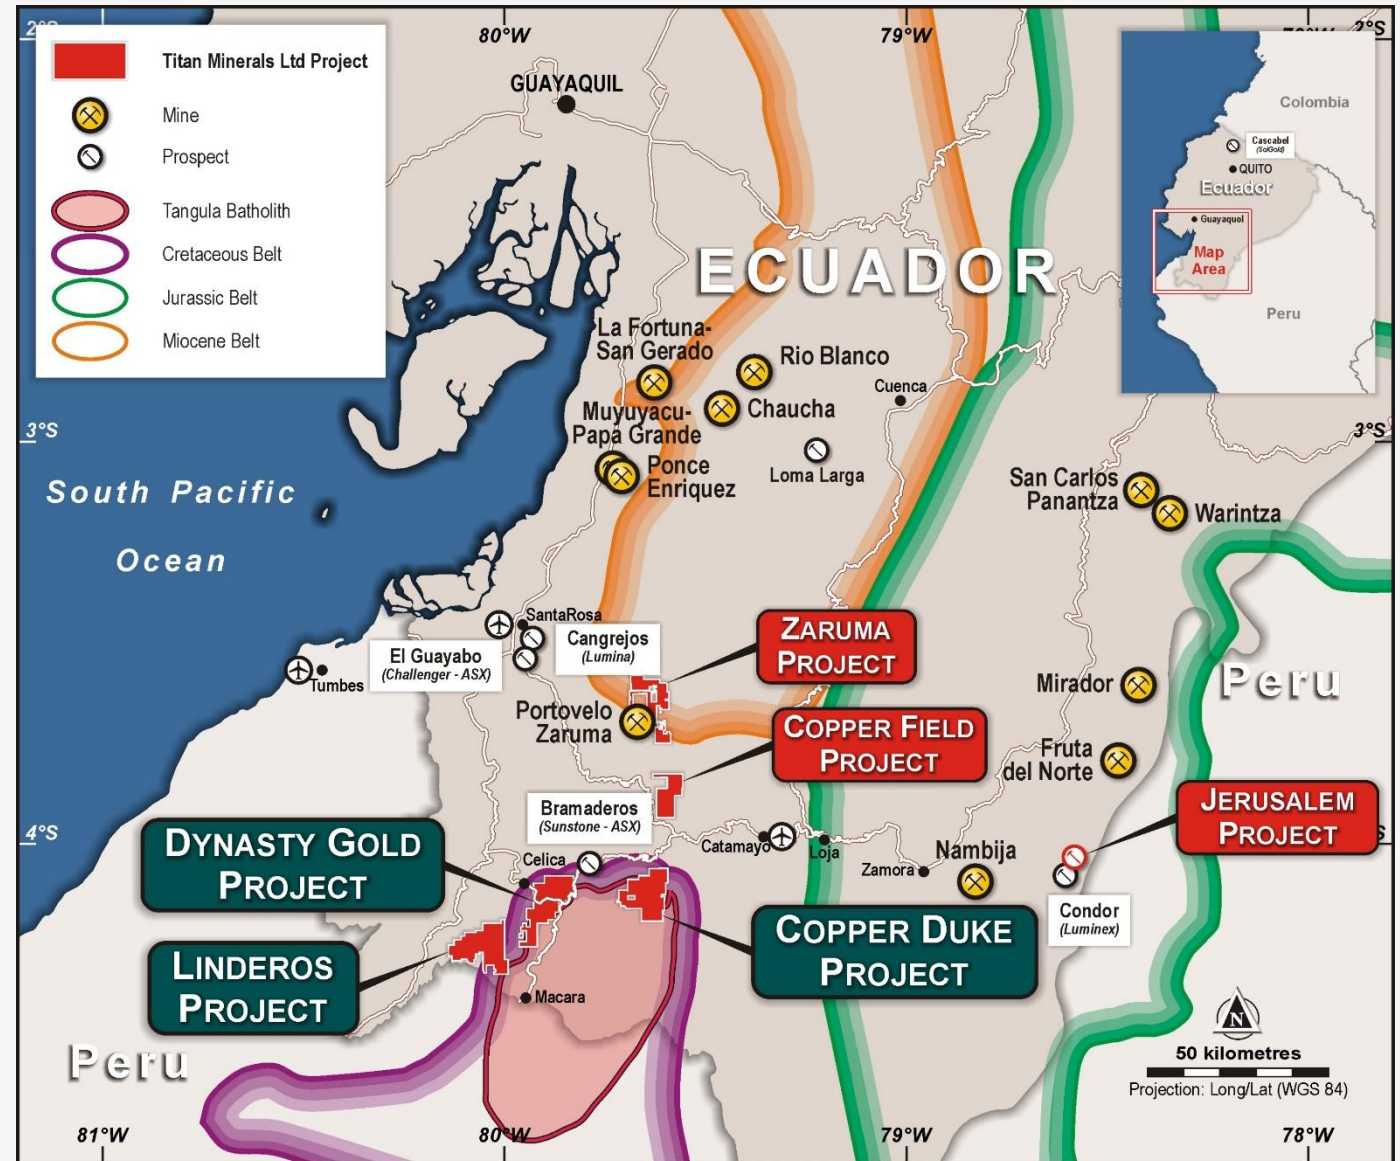 2°S
80°W
79°W
78°W
2°S
Titan Minerals Ltd Project
Mine
Prospect
Tangula Batholith
Cretaceous Belt
Jurassic Belt
Miocene Belt
GUAYAQUIL
Colombia
Cascabel
(SolGold)
QUITO
Ecuador
Guayaquol
Map
Area
Peru
ECUADOR
La Fortuna-
San Gerado
Rio Blanco
Chaucha
Cuenca
Muyuyacu-
Papa Grande
Ponce
Enriquez
Loma Larga
3°S
3°S
South Pacific
Ocean
San Carlos
Panantza
Warintza
SantaRosa
El Guayabo
(Challenger - ASX)
Cangrejos
(Lumina)
ZARUMA
PROJECT
Tumbes
Portovelo
Zaruma
COPPER FIELD
PROJECT
Mirador
Peru
Fruta
del Norte
JERUSALEM
PROJECT
Bramaderos
(Sunstone - ASX)
4°S
DYNASTY GOLD
PROJECT
Celica
Catamayo
Loja
Zamora
Nambija
Condor
(Luminex)
COPPER DUKE
PROJECT
LINDEROS
PROJECT
Macara
Peru
N
50 kilometres
Projection: Long/Lat (WGS 84)
81°W
80°W
79°W
78°W